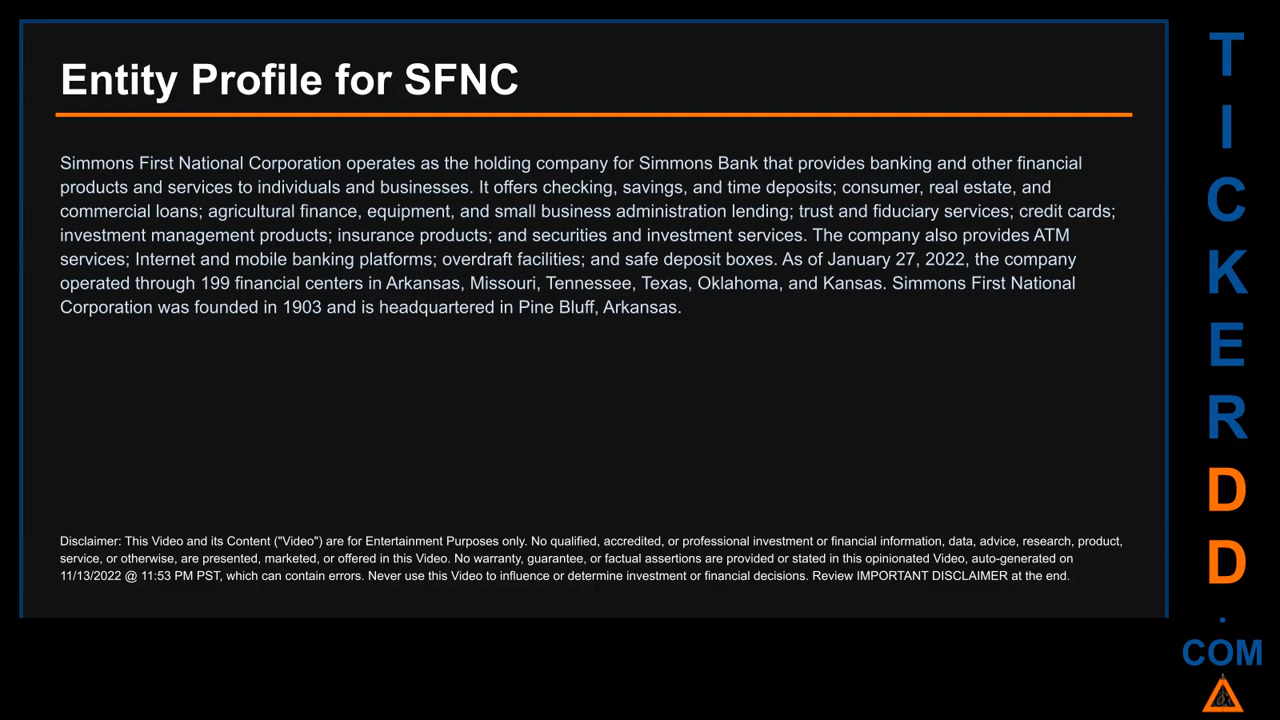 Entity Profile for SFNC
Simmons First National Corporation operates as the holding company for Simmons Bank that provides banking and other financial
products and services to individuals and businesses. It offers checking, savings, and time deposits; consumer, real estate, and
commercial loans; agricultural finance, equipment, and small business administration lending; trust and fiduciary services; credit cards;
investment management products; insurance products; and securities and investment services. The company also provides ATM
services; Internet and mobile banking platforms; overdraft facilities; and safe deposit boxes. As of January 27, 2022, the company
operated through 199 financial centers in Arkansas, Missouri, Tennessee, Texas, Oklahoma, and Kansas. Simmons First National
Corporation was founded in 1903 and is headquartered in Pine Bluff, Arkansas.
Disclaimer: This Video and its Content ("Video") are for Entertainment Purposes only. No qualified, accredited, or professional investment or financial information, data, advice, research, product,
service, or otherwise, are presented, marketed, or offered in this Video. No warranty, guarantee, or factual assertions are provided or stated in this opinionated Video, auto-generated on
11/13/2022 @ 11:53 PM PST, which can contain errors. Never use this Video to influence or determine investment or financial decisions. Review IMPORTANT DISCLAIMER at the end.
T
I
C
K
E
R
D
D
.
COM